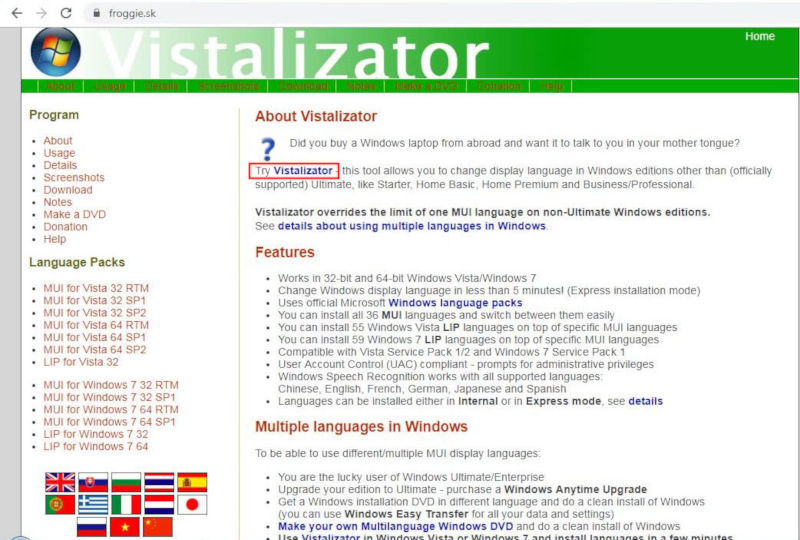 froggie.sk
Vistalizator
Home
About Usage Details Screenshots Download Notes Make a DVD Donation Help
Program
About
Usage
Details
Screenshots
Download
Notes
Make a DVD
Donation
Help
Language Packs
MUI for Vista 32 RTM
MUI for Vista 32 SP1
MUI for Vista 32 SP2
MUI for Vista 64 RTM
MUI for Vista 64 SP1
MUI for Vista 64 SP2
LIP for Vista 32
MUI for Windows 7 32 RTM
MUI for Windows 7 32 SP1
MUI for Windows 7 64 RTM
MUI for Windows 7 64 SP1
LIP for Windows 7 32
LIP for Windows 7 64
About Vistalizator
? Did you buy a Windows laptop from abroad and want it to talk to you in your mother tongue?
Try Vistalizator - this tool allows you to change display language in Windows editions other than (officially
supported) Ultimate, like Starter, Home Basic, Home Premium and Business/Professional.
Vistalizator overrides the limit of one MUI language on non-Ultimate Windows editions.
See details about using multiple languages in Windows.
Features
Works in 32-bit and 64-bit Windows Vista/Windows 7
Change Windows display language in less than 5 minutes! (Express installation mode)
Uses official Microsoft Windows language packs
You can install all 36 MUI languages and switch between them easily
You can install 55 Windows Vista LIP languages on top of specific MUI languages
You can install 59 Windows 7 LIP languages on top of specific MUI languages
Compatible with Vista Service Pack 1/2 and Windows 7 Service Pack 1
User Account Control (UAC) compliant - prompts for administrative privileges
Windows Speech Recognition works with all supported languages:
Chinese, English, French, German, Japanese and Spanish
Languages can be installed either in Internal or in Express mode, see details
Multiple languages in Windows
To be able to use different/multiple MUI display languages:
You are the lucky user of Windows Ultimate/Enterprise
Upgrade your edition to Ultimate - purchase a Windows Anytime Upgrade
Get a Windows installation DVD in different language and do a clean install of Windows
(you can use Windows Easy Transfer for all your data and settings)
Make your own Multilanguage Windows DVD and do a clean install of Windows
Use Vistalizator in Windows Vista or Windows 7 and install languages in a few minutes